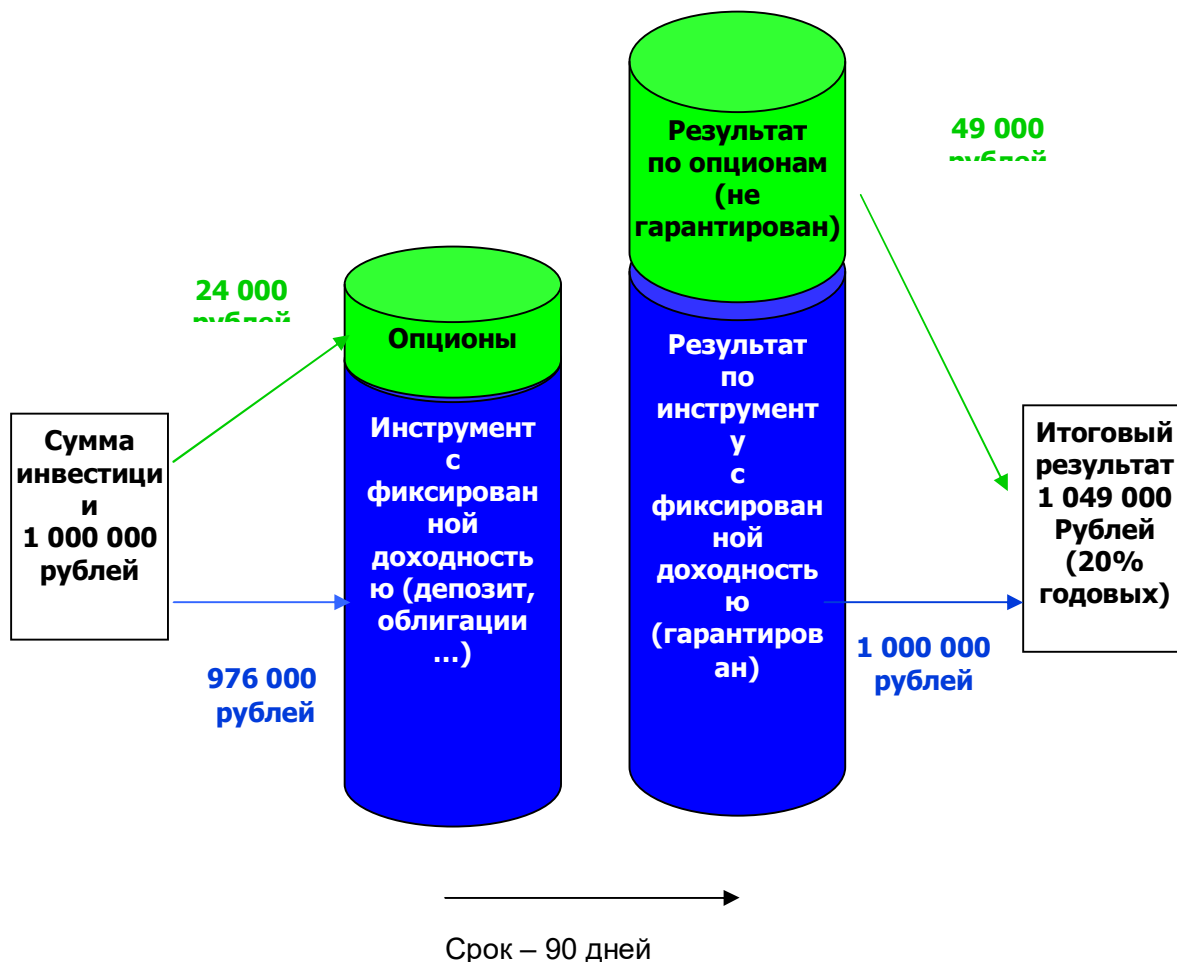 49 000
рублей
Результат
по опционам
(не
гарантирован)
24 000
рублей
Опционы
Результат
по
инструмент
у
с
фиксирован
ной
доходность
ю
(гарантиров
ан)
Сумма
инвестици
и
1 000 000
рублей
Инструмент
с
фиксирован
ной
доходность
ю (депозит,
облигации
...)
Итоговый
результат
1 049 000
Рублей
(20%
годовых)
976 000
рублей
1 000 000
рублей
Срок – 90 дней